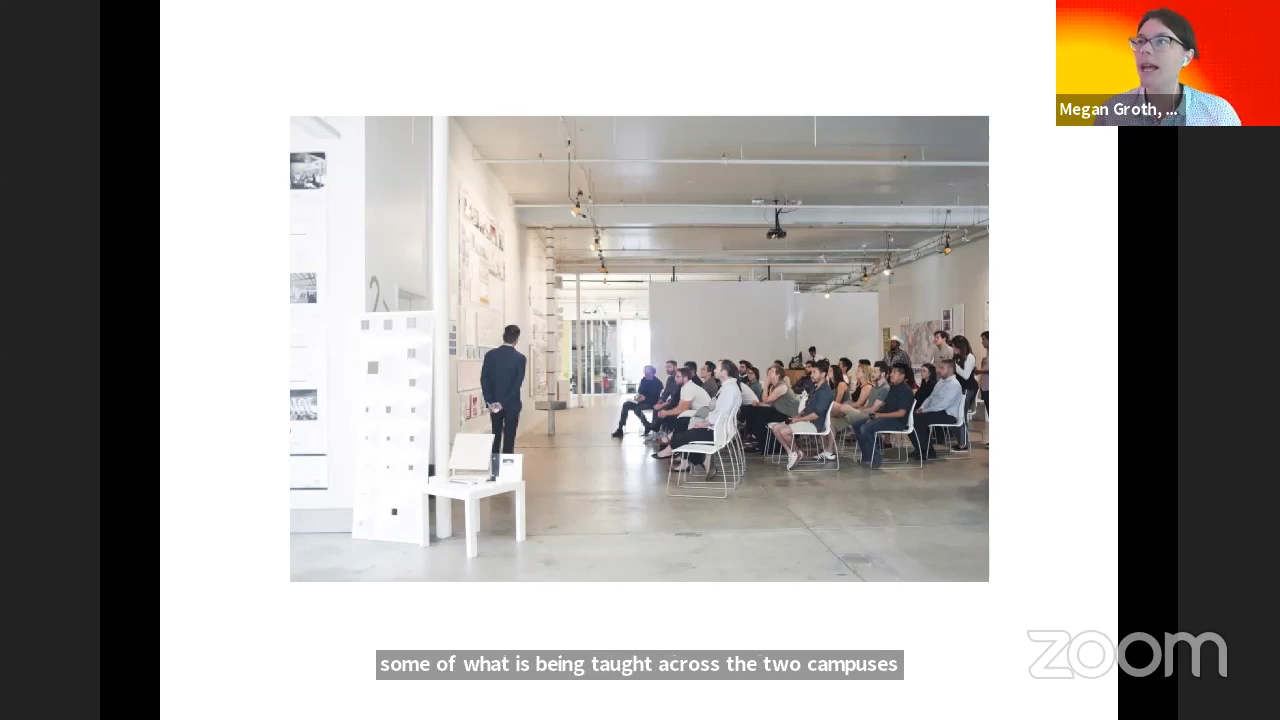 Megan Groth, ...
some of what is being taught across the two campuses
zoom